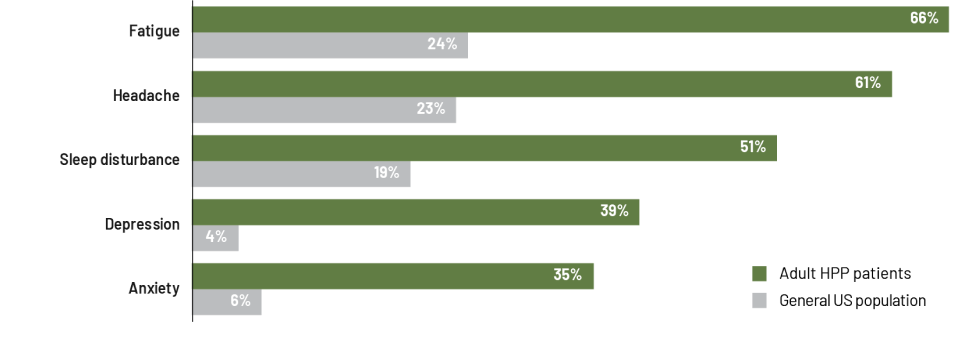 Fatigue
66%
24%
Headache
61%
23%
Sleep disturbance
51%
19%
Depression
39%
4%
Anxiety
35%
6%
Adult HPP patients
General US population